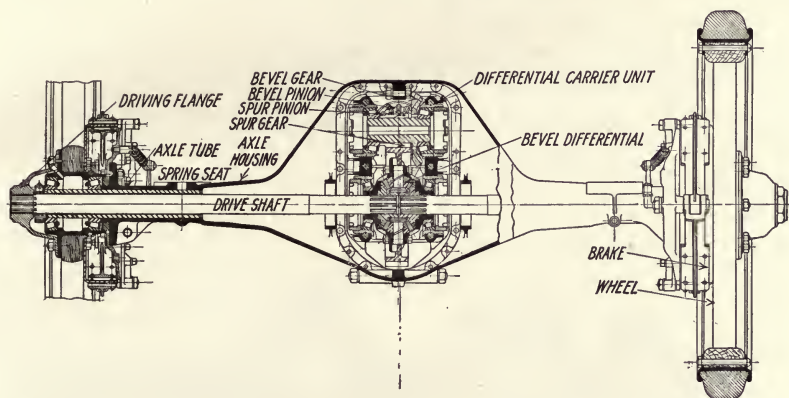 BEVEL GEAR
BEVEL PINION
SPUR PINION
SPUR GEAR
DIFFERENTIAL CARRIER UNIT
DRIVING FLANGE
AXLE TUBE
SPRING SEAT
AXLE
HOUSING
BEVEL DIFFERENTIAL
DRIVE SHAFT
BRAKE
WHEEL